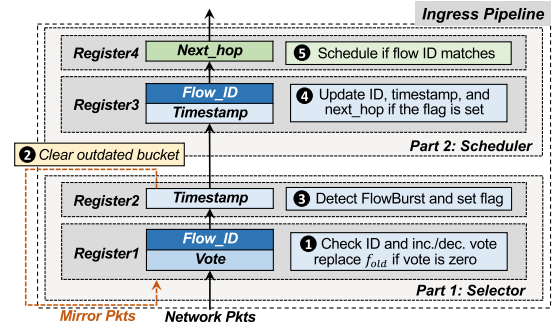 Ingress Pipeline
Register4
Next_hop
❺ Schedule if flow ID matches
Register3
Flow_ID
Timestamp
❹ Update ID, timestamp, and
next_hop if the flag is set
Part 2: Scheduler
❷ Clear outdated bucket
Register2
Timestamp
❸ Detect FlowBurst and set flag
Register1
Flow_ID
Vote
❶ Check ID and inc./dec. vote
replace f_old if vote is zero
Part 1: Selector
Mirror Pkts
Network Pkts